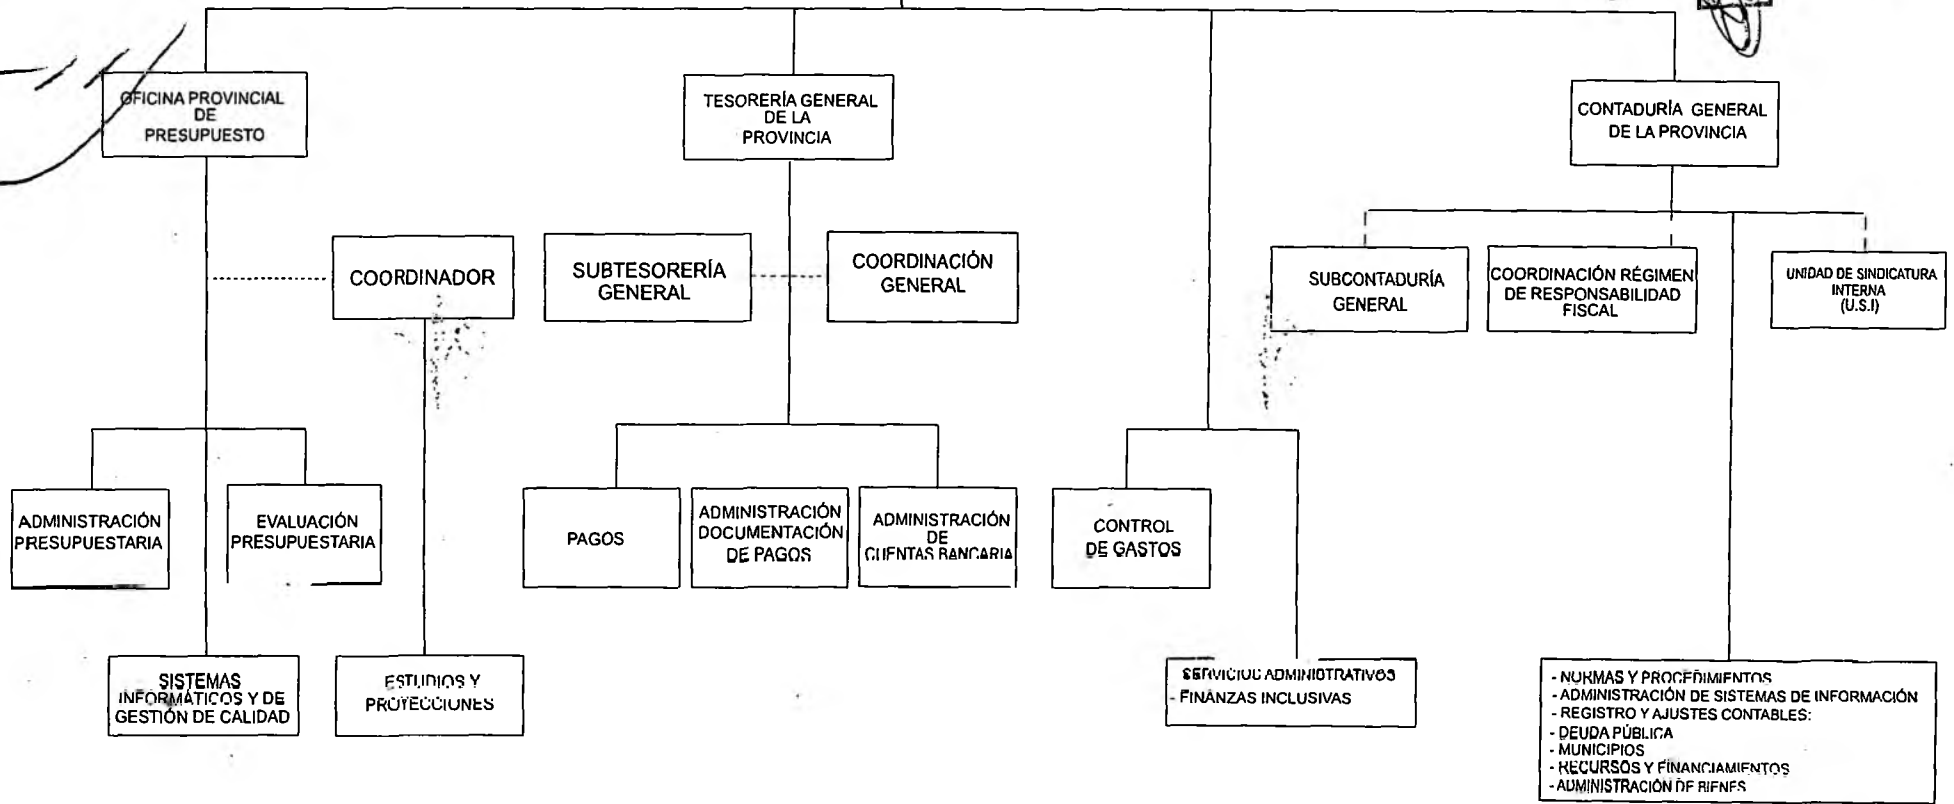 OFICINA PROVINCIAL
DE
PRESUPUESTO
TESORERÍA GENERAL
DE LA
PROVINCIA
CONTADURÍA GENERAL
DE LA PROVINCIA
COORDINADOR
SUBTESORERÍA
GENERAL
COORDINACIÓN
GENERAL
SUBCONTADURÍA
GENERAL
COORDINACIÓN RÉGIMEN
DE RESPONSABILIDAD
FISCAL
UNIDAD DE SINDICATURA
INTERNA
(U.S.I)
ADMINISTRACIÓN
PRESUPUESTARIA
EVALUACIÓN
PRESUPUESTARIA
PAGOS
ADMINISTRACIÓN
DOCUMENTACIÓN
DE PAGOS
ADMINISTRACIÓN
DE
CUENTAS BANCARIA
CONTROL
DE GASTOS
SISTEMAS
INFORMÁTICOS Y DE
GESTIÓN DE CALIDAD
ESTUDIOS Y
PROYECCIONES
SERVICIOS ADMINISTRATIVOS
- FINANZAS INCLUSIVAS
- NORMAS Y PROCEDIMIENTOS
- ADMINISTRACIÓN DE SISTEMAS DE INFORMACIÓN
- REGISTRO Y AJUSTES CONTABLES:
- DEUDA PÚBLICA
- MUNICIPIOS
- RECURSOS Y FINANCIAMIENTOS
- ADMINISTRACIÓN DE BIENES